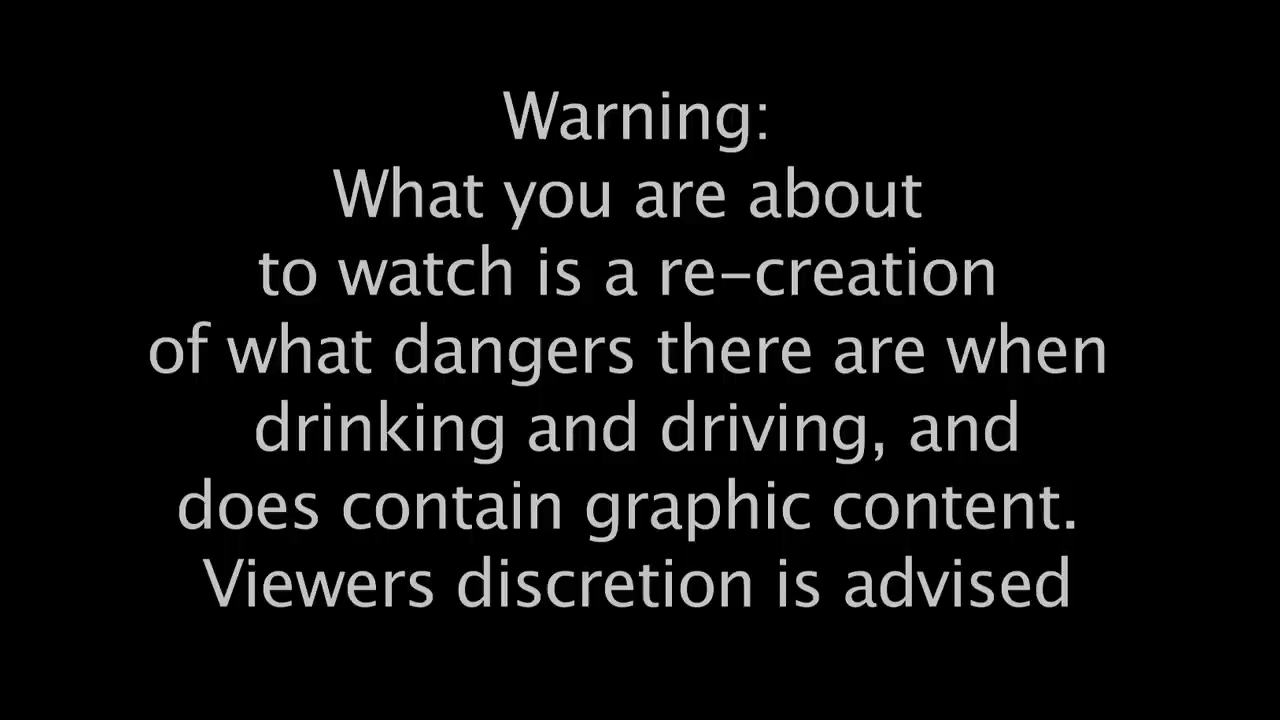 Warning:
What you are about
to watch is a re-creation
of what dangers there are when
drinking and driving, and
does contain graphic content.
Viewers discretion is advised